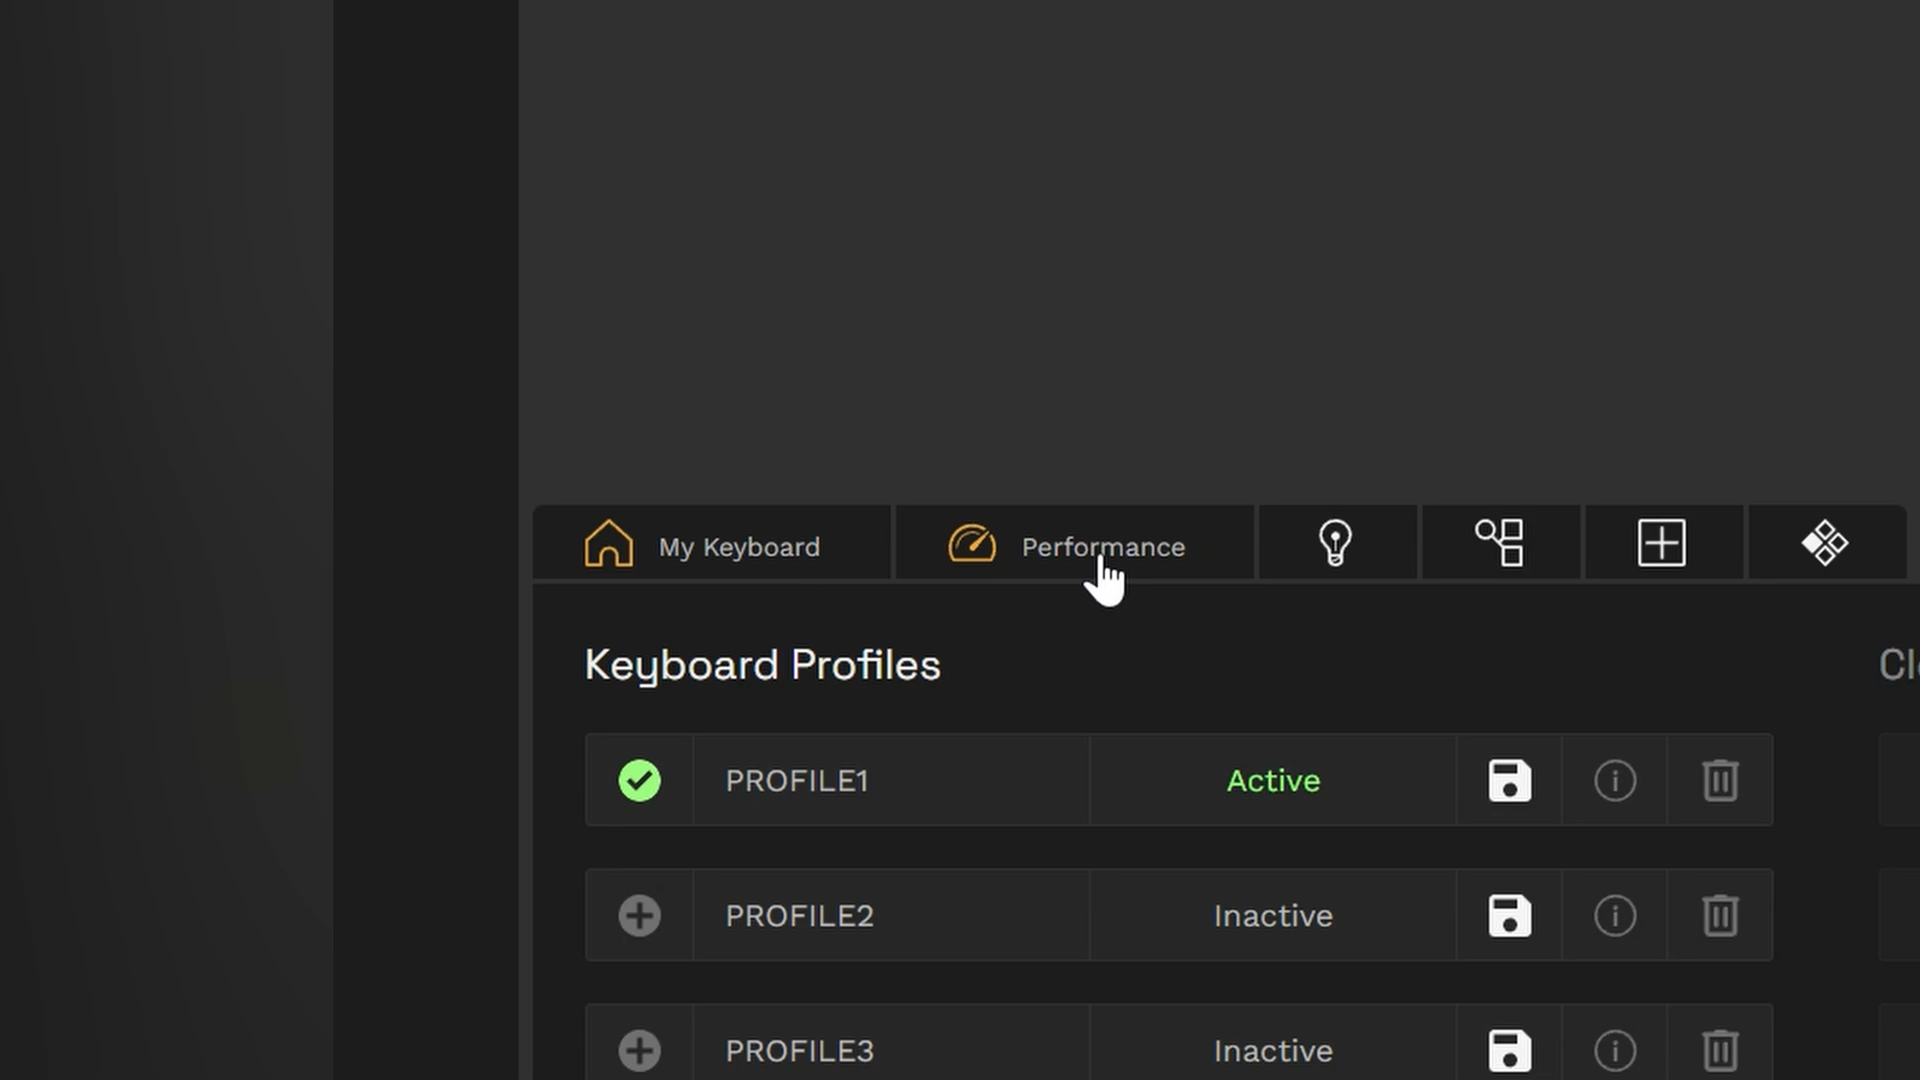 My Keyboard
Performance
Keyboard Profiles
PROFILE1
Active
PROFILE2
Inactive
PROFILE3
Inactive